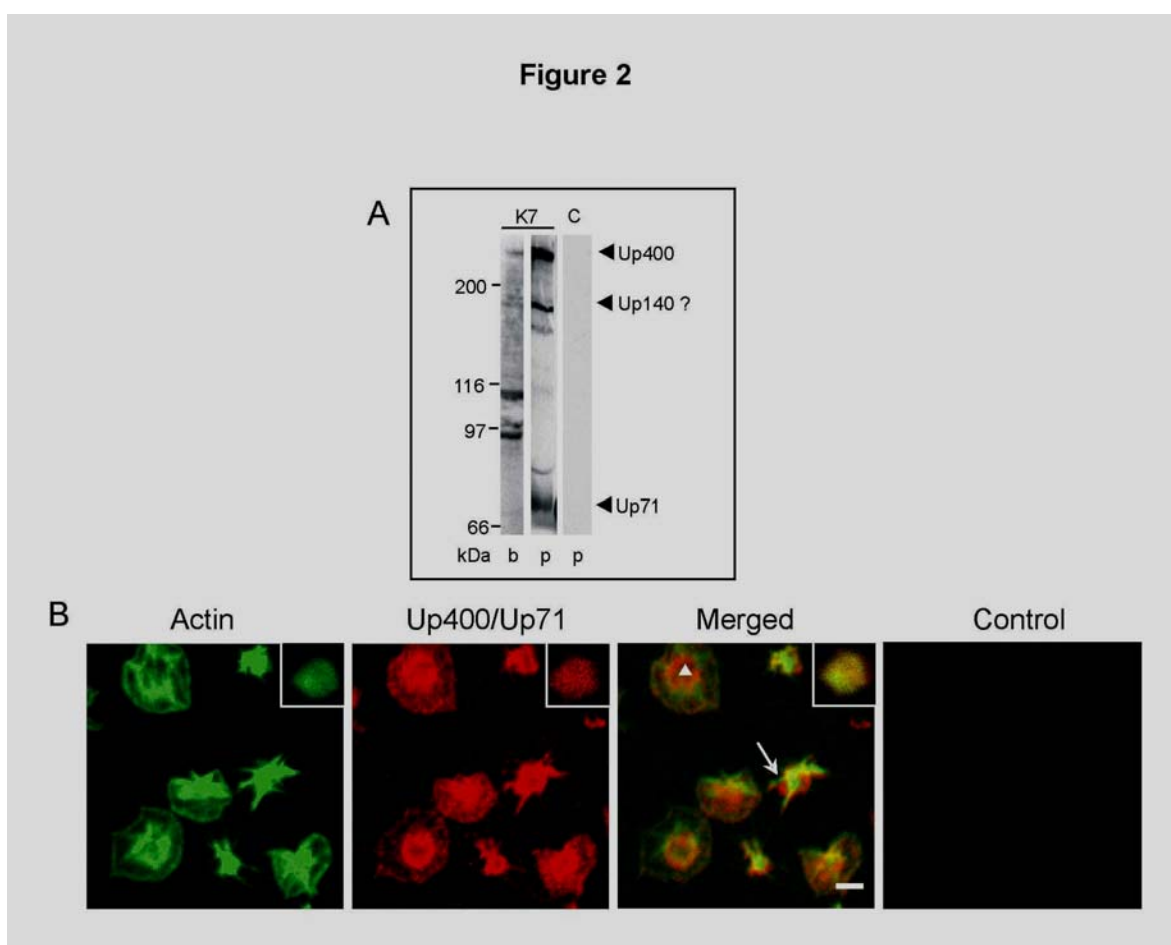 Figure 2
A
K7 C
Up400
200
Up140 ?
116
97
Up71
66
kDa b p p
B
Actin Up400/Up71 Merged Control